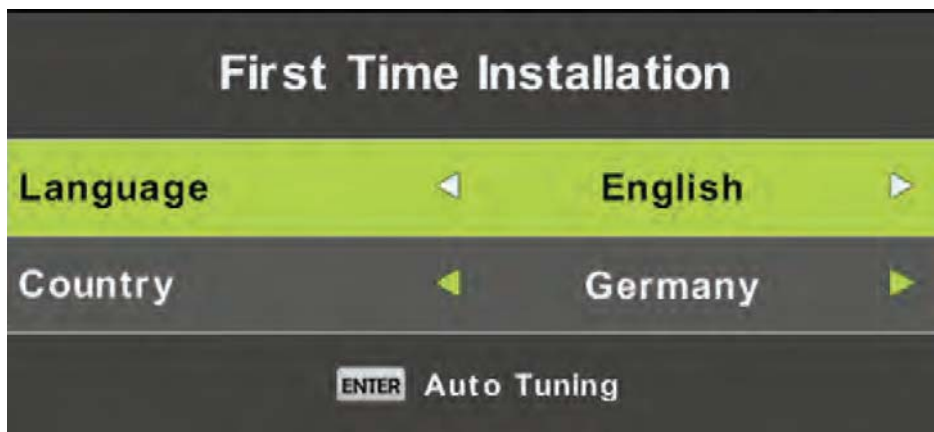 First Time Installation
Language English
Country Germany
ENTER Auto Tuning